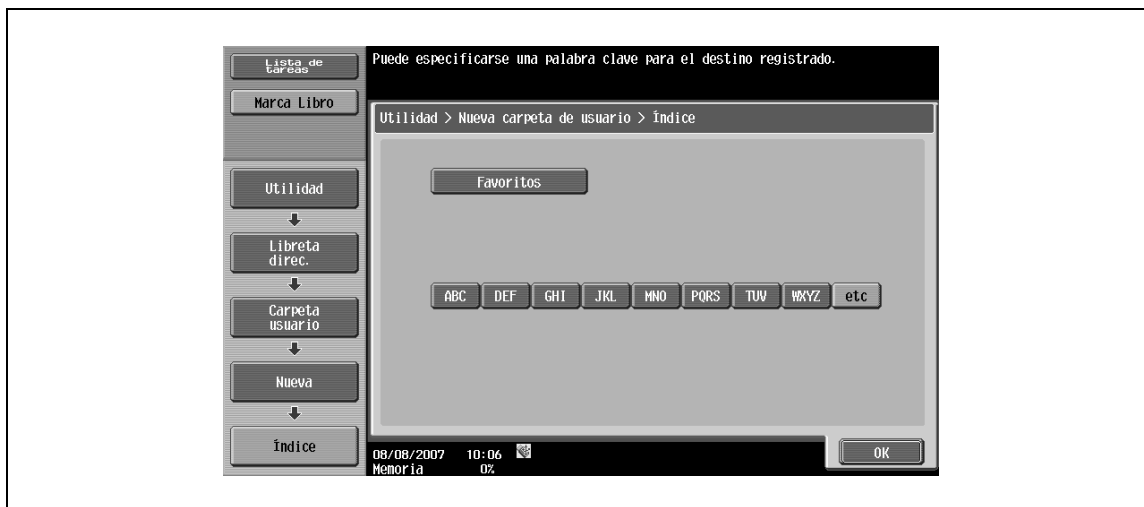 Lista de
tareas
Marca Libro
Utilidad
Libreta
direc.
Carpeta
usuario
Nueva
Índice
Puede especificarse una palabra clave para el destino registrado.
Utilidad > Nueva carpeta de usuario > Índice
Favoritos
ABC DEF GHI JKL MNO PQRS TUV WXYZ etc
08/08/2007 10:06
Memoria 0%
OK